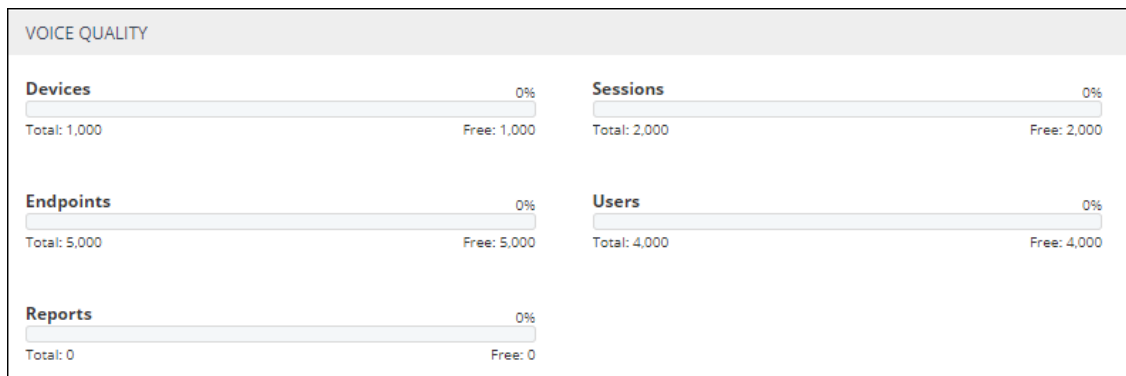 VOICE QUALITY
Devices 0%
Total: 1,000 Free: 1,000
Sessions 0%
Total: 2,000 Free: 2,000
Endpoints 0%
Total: 5,000 Free: 5,000
Users 0%
Total: 4,000 Free: 4,000
Reports 0%
Total: 0 Free: 0